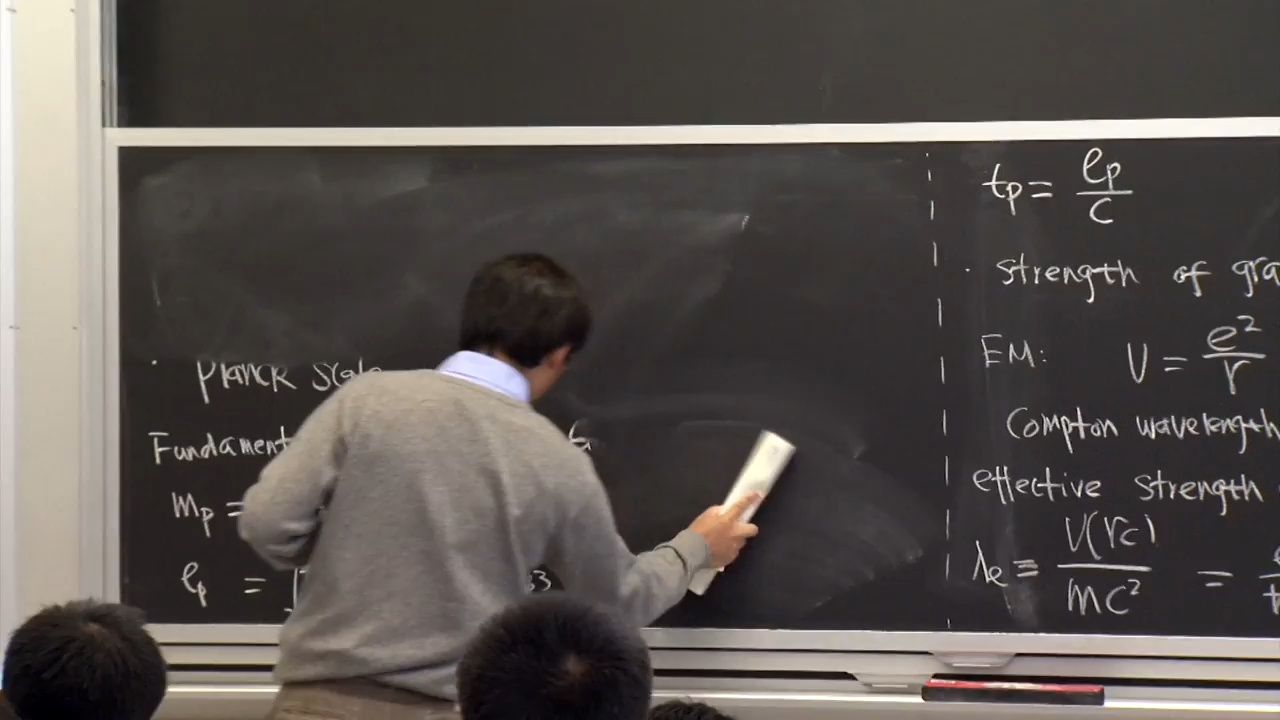 · Planck Scale
Fundament
mp =
lp =
33
tp = lp / c
· strength of gra
EM: V = e² / r
Compton wavelength
effective strength
λe ≡ V(rc) / mc² =